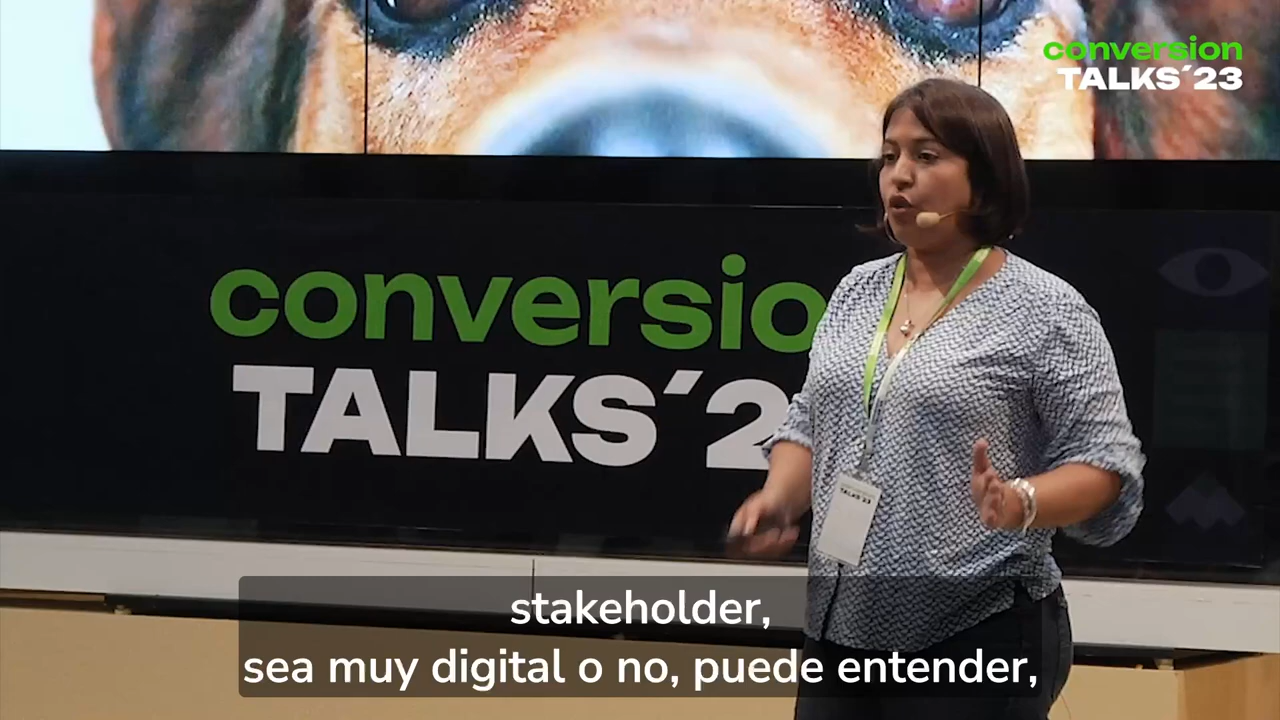 conversion
TALKS´23
conversio
TALKS´2
TALKS´23
stakeholder,
sea muy digital o no, puede entender,